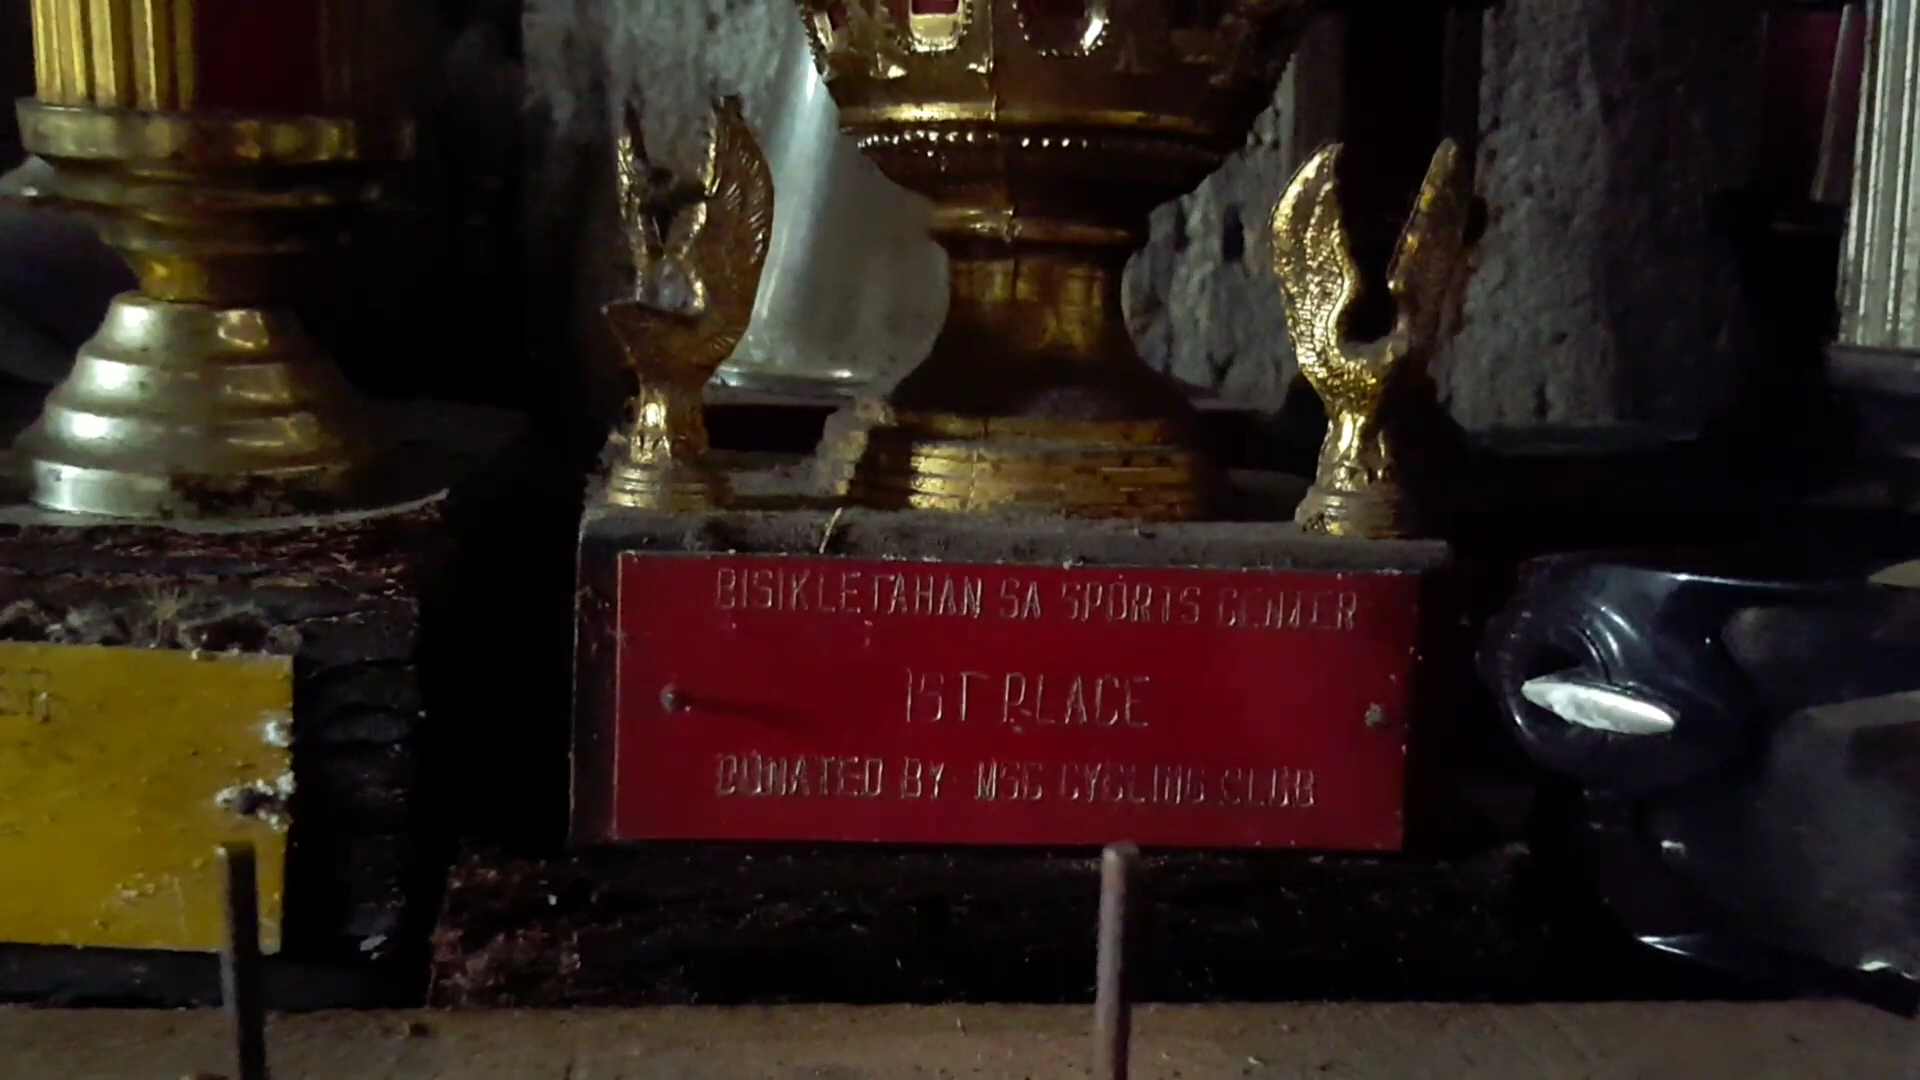 BISIKLETAHAN SA SPORTS CENTER
1ST PLACE
DONATED BY MSC CYCLING CLUB